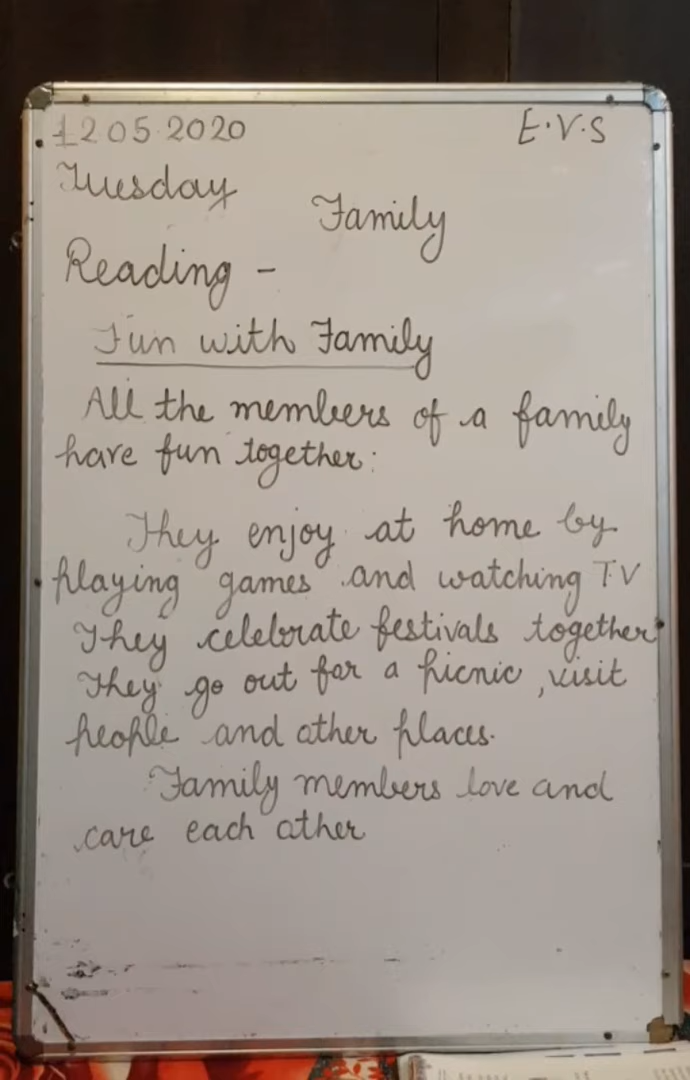 12 05 2020 E.V.S
Tuesday
Family
Reading -
Fun with Family
All the members of a family
have fun together.
They enjoy at home by
playing games and watching T.V
They celebrate festivals together
They go out for a picnic, visit
people and other places.
Family members love and
care each other